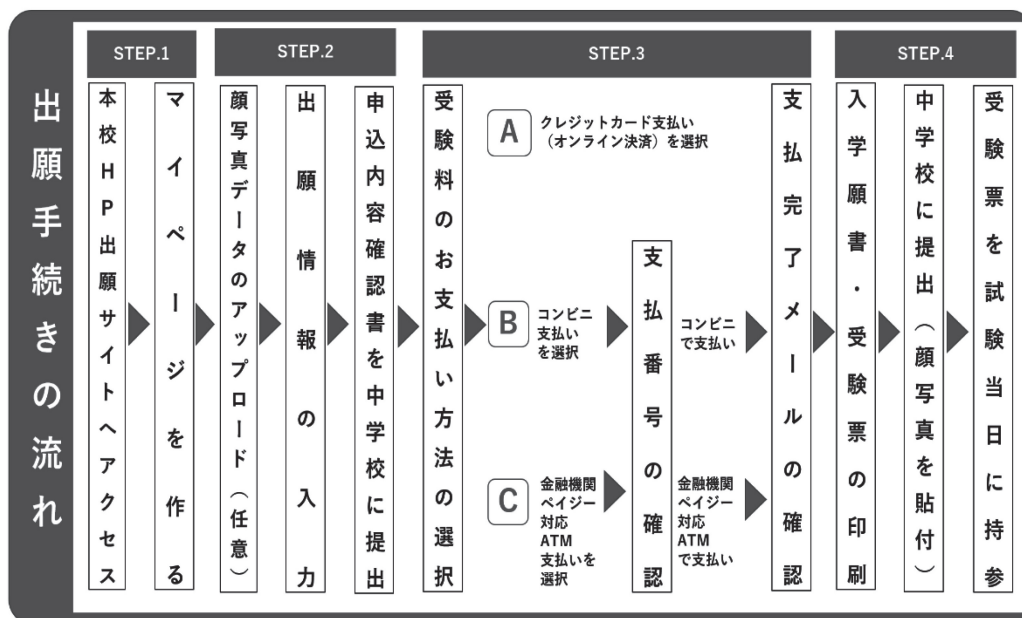 出願手続きの流れ
STEP.1
本校HP出願サイトへアクセス
マイページを作る
STEP.2
顔写真データのアップロード（任意）
出願情報の入力
申込内容確認書を中学校に提出
STEP.3
受験料のお支払い方法の選択
A
クレジットカード支払い
（オンライン決済）を選択
B
コンビニ
支払い
を選択
C
金融機関
ペイジー
対応
ATM
支払いを
選択
支払番号の確認
コンビニ
で支払い
金融機関
ペイジー
対応
ATM
で支払い
支払完了メールの確認
STEP.4
入学願書・受験票の印刷
中学校に提出（顔写真を貼付）
受験票を試験当日に持参